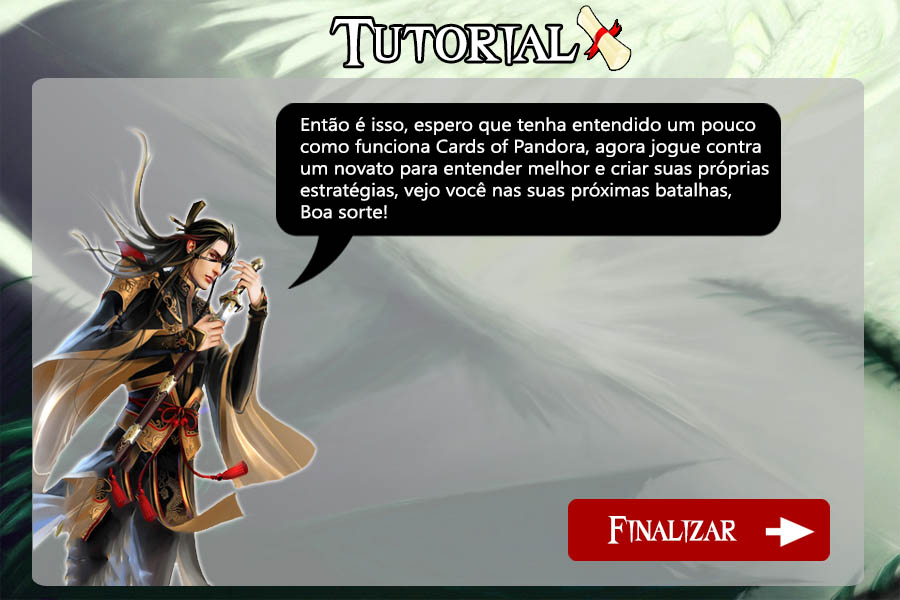 Tutorial
Então é isso, espero que tenha entendido um pouco
como funciona Cards of Pandora, agora jogue contra
um novato para entender melhor e criar suas próprias
estratégias, vejo você nas suas próximas batalhas,
Boa sorte!
Finalizar